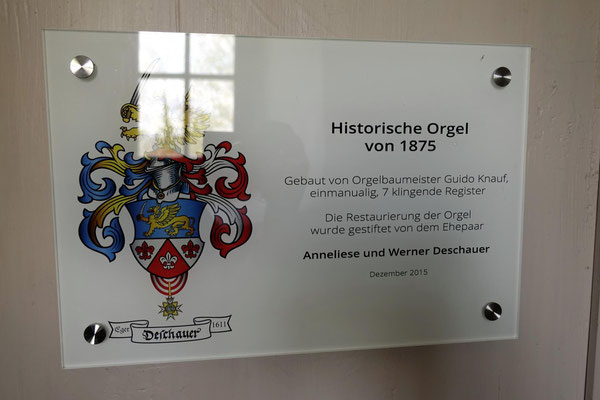 Historische Orgel
von 1875
Gebaut von Orgelbaumeister Guido Knauf,
einmanualig, 7 klingende Register
Die Restaurierung der Orgel
wurde gestiftet von dem Ehepaar
Anneliese und Werner Deschauer
Dezember 2015
Eger Deschauer 1611